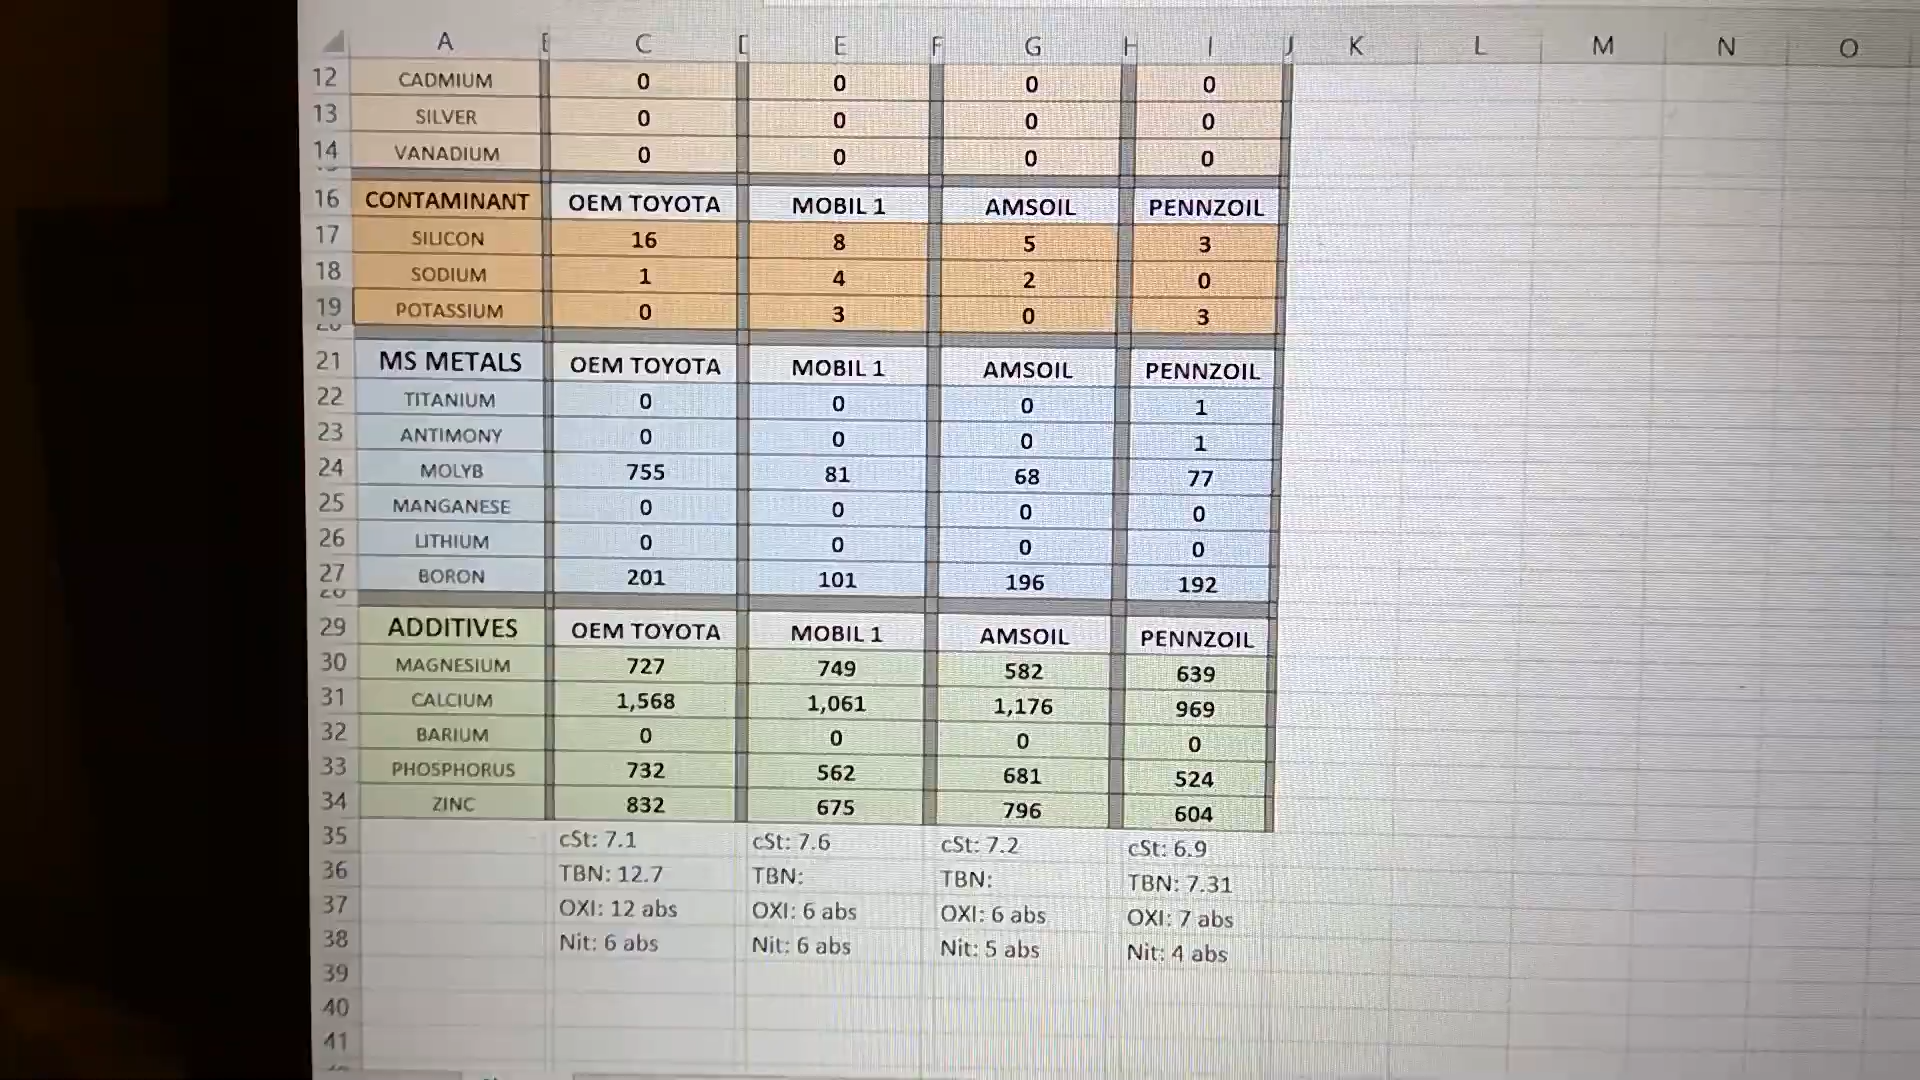 A C E F G H I J K L M N O
12 CADMIUM 0 0 0 0
13 SILVER 0 0 0 0
14 VANADIUM 0 0 0 0
16 CONTAMINANT OEM TOYOTA MOBIL 1 AMSOIL PENNZOIL
17 SILICON 16 8 5 3
18 SODIUM 1 4 2 0
19 POTASSIUM 0 3 0 3
21 MS METALS OEM TOYOTA MOBIL 1 AMSOIL PENNZOIL
22 TITANIUM 0 0 0 1
23 ANTIMONY 0 0 0 1
24 MOLYB 755 81 68 77
25 MANGANESE 0 0 0 0
26 LITHIUM 0 0 0 0
27 BORON 201 101 196 192
29 ADDITIVES OEM TOYOTA MOBIL 1 AMSOIL PENNZOIL
30 MAGNESIUM 727 749 582 639
31 CALCIUM 1,568 1,061 1,176 969
32 BARIUM 0 0 0 0
33 PHOSPHORUS 732 562 681 524
34 ZINC 832 675 796 604
35 cSt: 7.1 cSt: 7.6 cSt: 7.2 cSt: 6.9
36 TBN: 12.7 TBN: TBN: TBN: 7.31
37 OXI: 12 abs OXI: 6 abs OXI: 6 abs OXI: 7 abs
38 Nit: 6 abs Nit: 6 abs Nit: 5 abs Nit: 4 abs
39
40
41